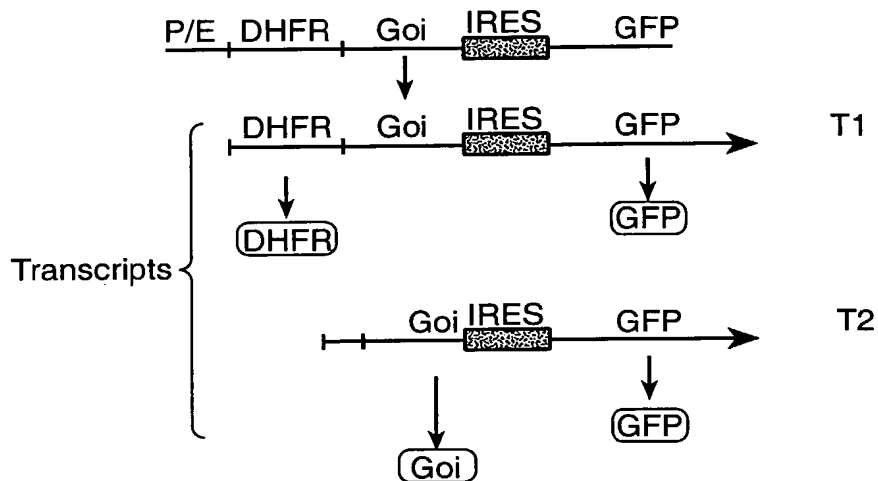 P/E DHFR Goi IRES GFP
DHFR Goi IRES GFP T1
DHFR GFP
Transcripts
Goi IRES GFP T2
GFP
Goi